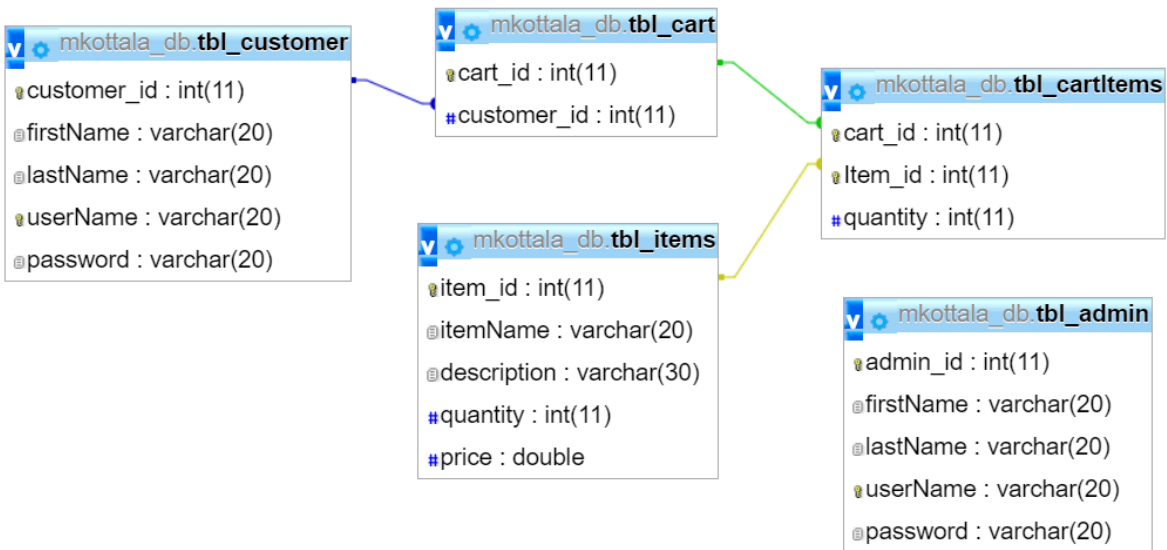 mkottala_db.tbl_customer
customer_id : int(11)
firstName : varchar(20)
lastName : varchar(20)
userName : varchar(20)
password : varchar(20)
mkottala_db.tbl_cart
cart_id : int(11)
#customer_id : int(11)
mkottala_db.tbl_items
item_id : int(11)
itemName : varchar(20)
description : varchar(30)
#quantity : int(11)
#price : double
mkottala_db.tbl_cartItems
cart_id : int(11)
Item_id : int(11)
#quantity : int(11)
mkottala_db.tbl_admin
admin_id : int(11)
firstName : varchar(20)
lastName : varchar(20)
userName : varchar(20)
password : varchar(20)